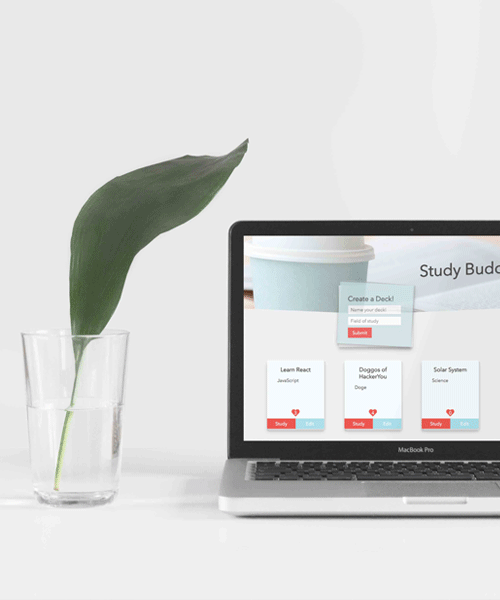 Study Budd
Create a Deck!
Name your deck!
Field of study
Submit
Learn React
JavaScript
Study
Edit
Doggos of
HackerYou
Doge
Study
Edit
Solar System
Science
Study
Edit
MacBook Pro